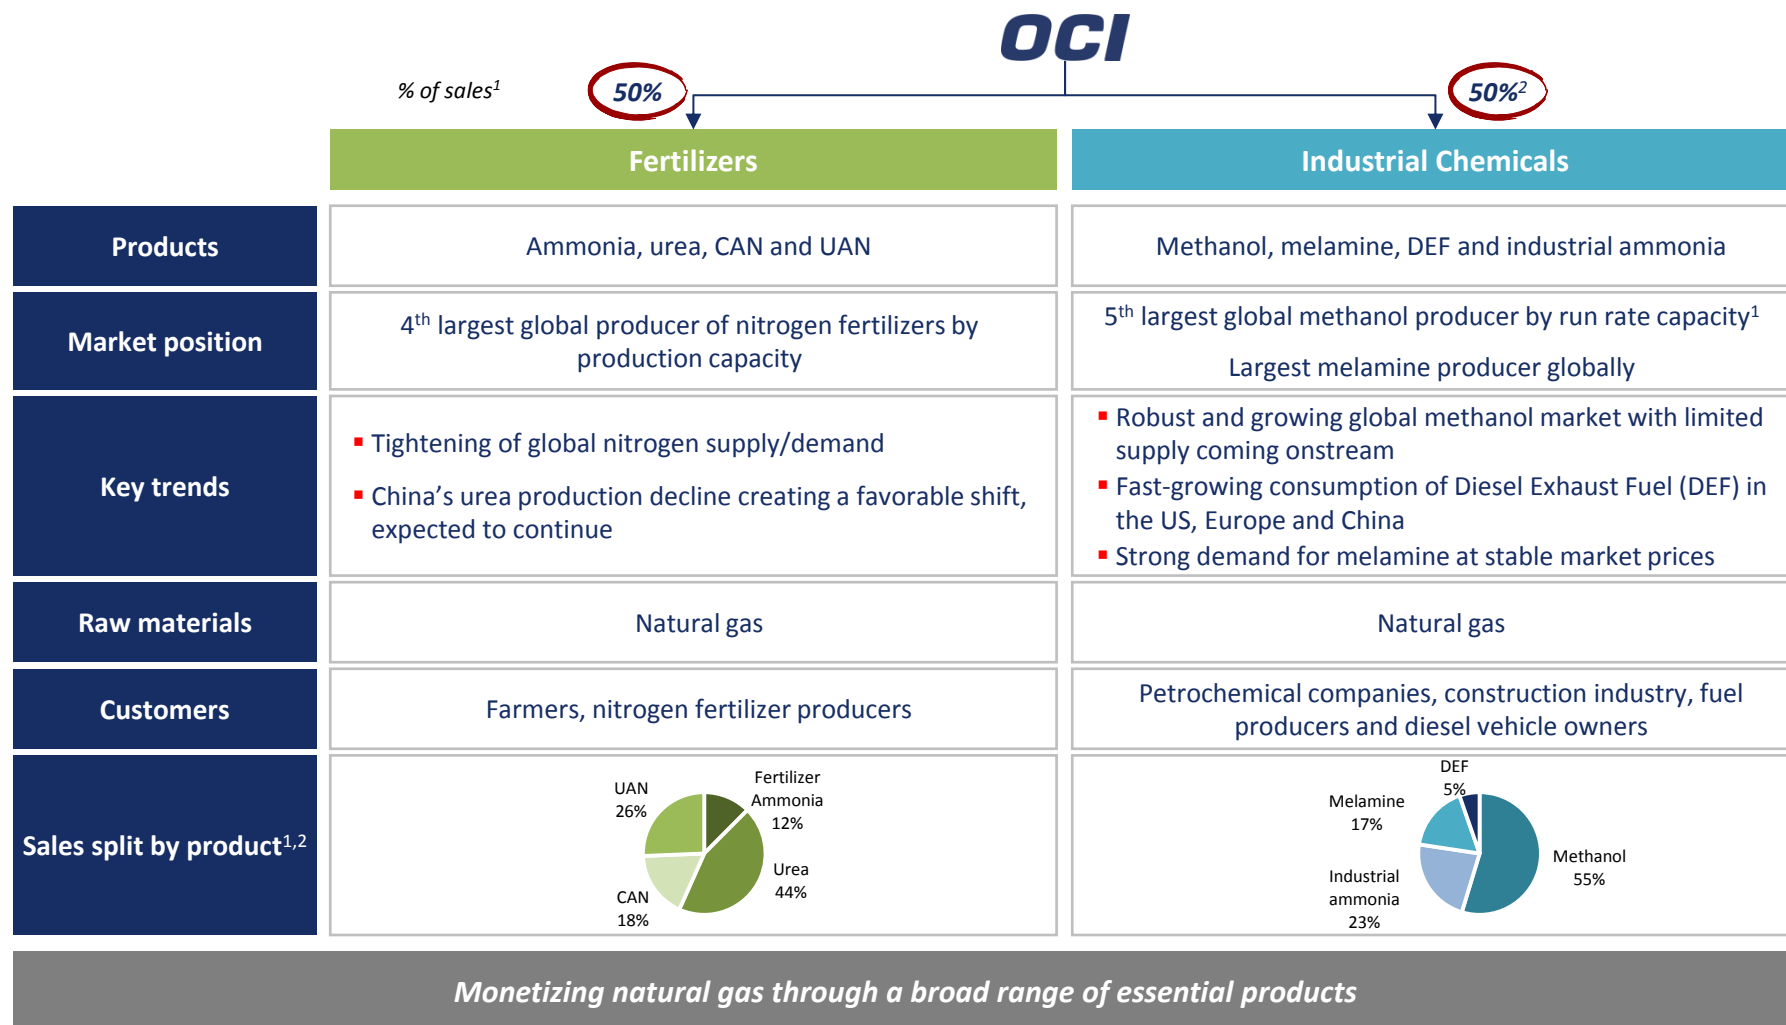 OCI
% of sales1
50%
50%2
Fertilizers
Industrial Chemicals
Products
Ammonia, urea, CAN and UAN
Methanol, melamine, DEF and industrial ammonia
Market position
4th largest global producer of nitrogen fertilizers by
production capacity
5th largest global methanol producer by run rate capacity1
Largest melamine producer globally
Key trends
▪ Tightening of global nitrogen supply/demand
▪ China’s urea production decline creating a favorable shift,
expected to continue
▪ Robust and growing global methanol market with limited
supply coming onstream
▪ Fast-growing consumption of Diesel Exhaust Fuel (DEF) in
the US, Europe and China
▪ Strong demand for melamine at stable market prices
Raw materials
Natural gas
Natural gas
Customers
Farmers, nitrogen fertilizer producers
Petrochemical companies, construction industry, fuel
producers and diesel vehicle owners
Sales split by product1,2
UAN
26%
Fertilizer
Ammonia
12%
Urea
44%
CAN
18%
DEF
5%
Melamine
17%
Methanol
55%
Industrial
ammonia
23%
Monetizing natural gas through a broad range of essential products